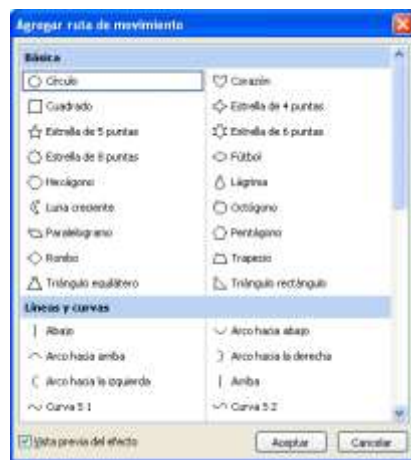 Agregar ruta de movimiento
Básica
Círculo Corazón
Cuadrado Estrella de 4 puntas
Estrella de 5 puntas Estrella de 6 puntas
Estrella de 8 puntas Fútbol
Hexágono Lágrima
Luna creciente Octógono
Paralelogramo Pentágono
Rombo Trapecio
Triángulo equilátero Triángulo rectángulo
Líneas y curvas
Abajo Arco hacia abajo
Arco hacia arriba Arco hacia la derecha
Arco hacia la izquierda Arriba
Curva S 1 Curva S 2
Vista previa del efecto Aceptar Cancelar